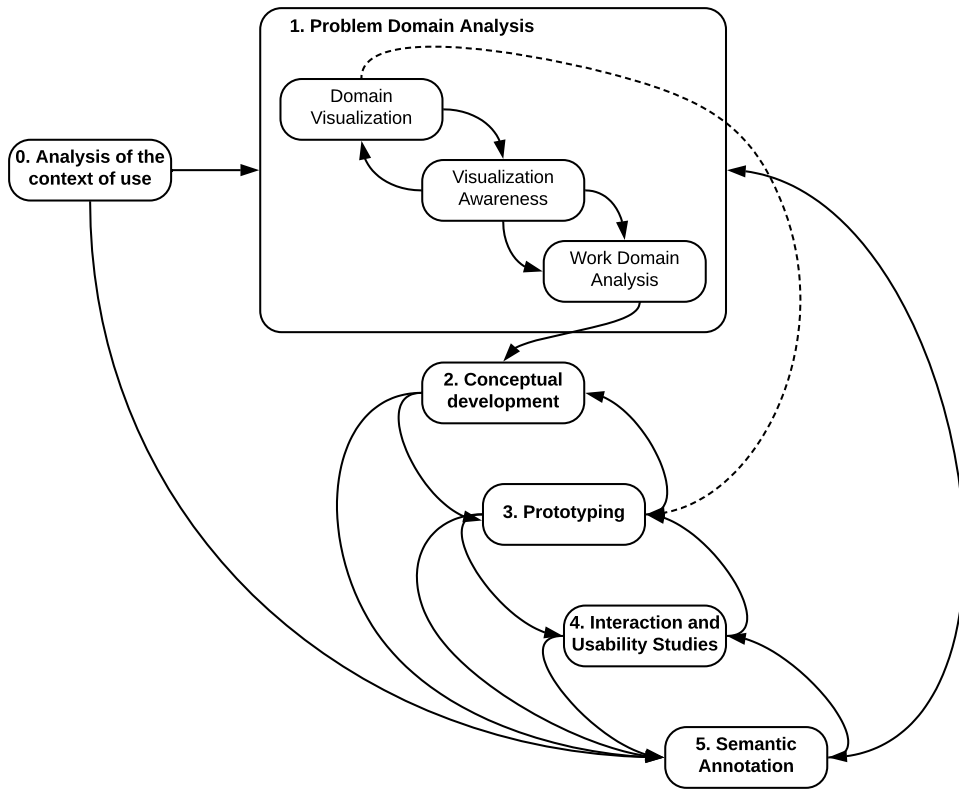 1. Problem Domain Analysis
Domain
Visualization
0. Analysis of the
context of use
Visualization
Awareness
Work Domain
Analysis
2. Conceptual
development
3. Prototyping
4. Interaction and
Usability Studies
5. Semantic
Annotation